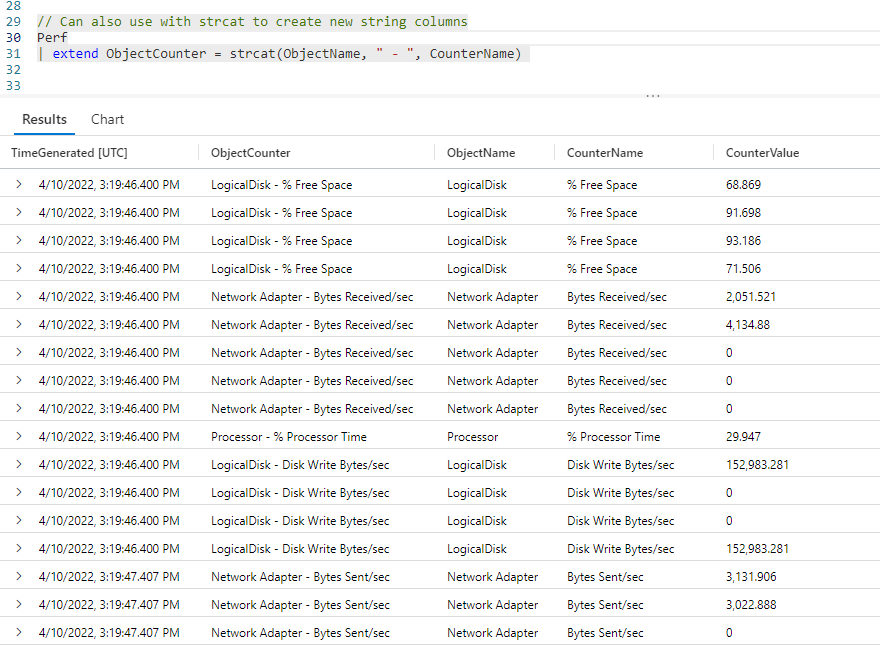 28
29 // Can also use with strcat to create new string columns
30 Perf
31 | extend ObjectCounter = strcat(ObjectName, " - ", CounterName)
32
33
...
Results Chart
TimeGenerated [UTC] ObjectCounter ObjectName CounterName CounterValue
4/10/2022, 3:19:46.400 PM LogicalDisk - % Free Space LogicalDisk % Free Space 68.869
4/10/2022, 3:19:46.400 PM LogicalDisk - % Free Space LogicalDisk % Free Space 91.698
4/10/2022, 3:19:46.400 PM LogicalDisk - % Free Space LogicalDisk % Free Space 93.186
4/10/2022, 3:19:46.400 PM LogicalDisk - % Free Space LogicalDisk % Free Space 71.506
4/10/2022, 3:19:46.400 PM Network Adapter - Bytes Received/sec Network Adapter Bytes Received/sec 2,051.521
4/10/2022, 3:19:46.400 PM Network Adapter - Bytes Received/sec Network Adapter Bytes Received/sec 4,134.88
4/10/2022, 3:19:46.400 PM Network Adapter - Bytes Received/sec Network Adapter Bytes Received/sec 0
4/10/2022, 3:19:46.400 PM Network Adapter - Bytes Received/sec Network Adapter Bytes Received/sec 0
4/10/2022, 3:19:46.400 PM Network Adapter - Bytes Received/sec Network Adapter Bytes Received/sec 0
4/10/2022, 3:19:46.400 PM Processor - % Processor Time Processor % Processor Time 29.947
4/10/2022, 3:19:46.400 PM LogicalDisk - Disk Write Bytes/sec LogicalDisk Disk Write Bytes/sec 152,983.281
4/10/2022, 3:19:46.400 PM LogicalDisk - Disk Write Bytes/sec LogicalDisk Disk Write Bytes/sec 0
4/10/2022, 3:19:46.400 PM LogicalDisk - Disk Write Bytes/sec LogicalDisk Disk Write Bytes/sec 0
4/10/2022, 3:19:46.400 PM LogicalDisk - Disk Write Bytes/sec LogicalDisk Disk Write Bytes/sec 152,983.281
4/10/2022, 3:19:47.407 PM Network Adapter - Bytes Sent/sec Network Adapter Bytes Sent/sec 3,131.906
4/10/2022, 3:19:47.407 PM Network Adapter - Bytes Sent/sec Network Adapter Bytes Sent/sec 3,022.888
4/10/2022, 3:19:47.407 PM Network Adapter - Bytes Sent/sec Network Adapter Bytes Sent/sec 0